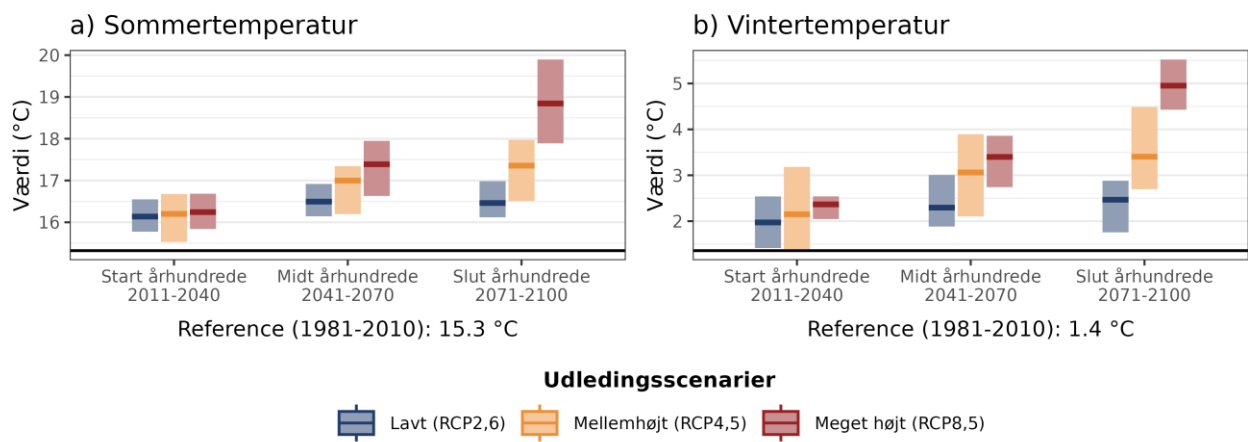 a) Sommertemperatur
Værdi (°C)
20
19
18
17
16
Start århundrede
2011-2040
Midt århundrede
2041-2070
Slut århundrede
2071-2100
Reference (1981-2010): 15.3 °C
b) Vintertemperatur
Værdi (°C)
5
4
3
2
Start århundrede
2011-2040
Midt århundrede
2041-2070
Slut århundrede
2071-2100
Reference (1981-2010): 1.4 °C
Udledingsscenarier
Lavt (RCP2,6)
Mellemhøjt (RCP4,5)
Meget højt (RCP8,5)